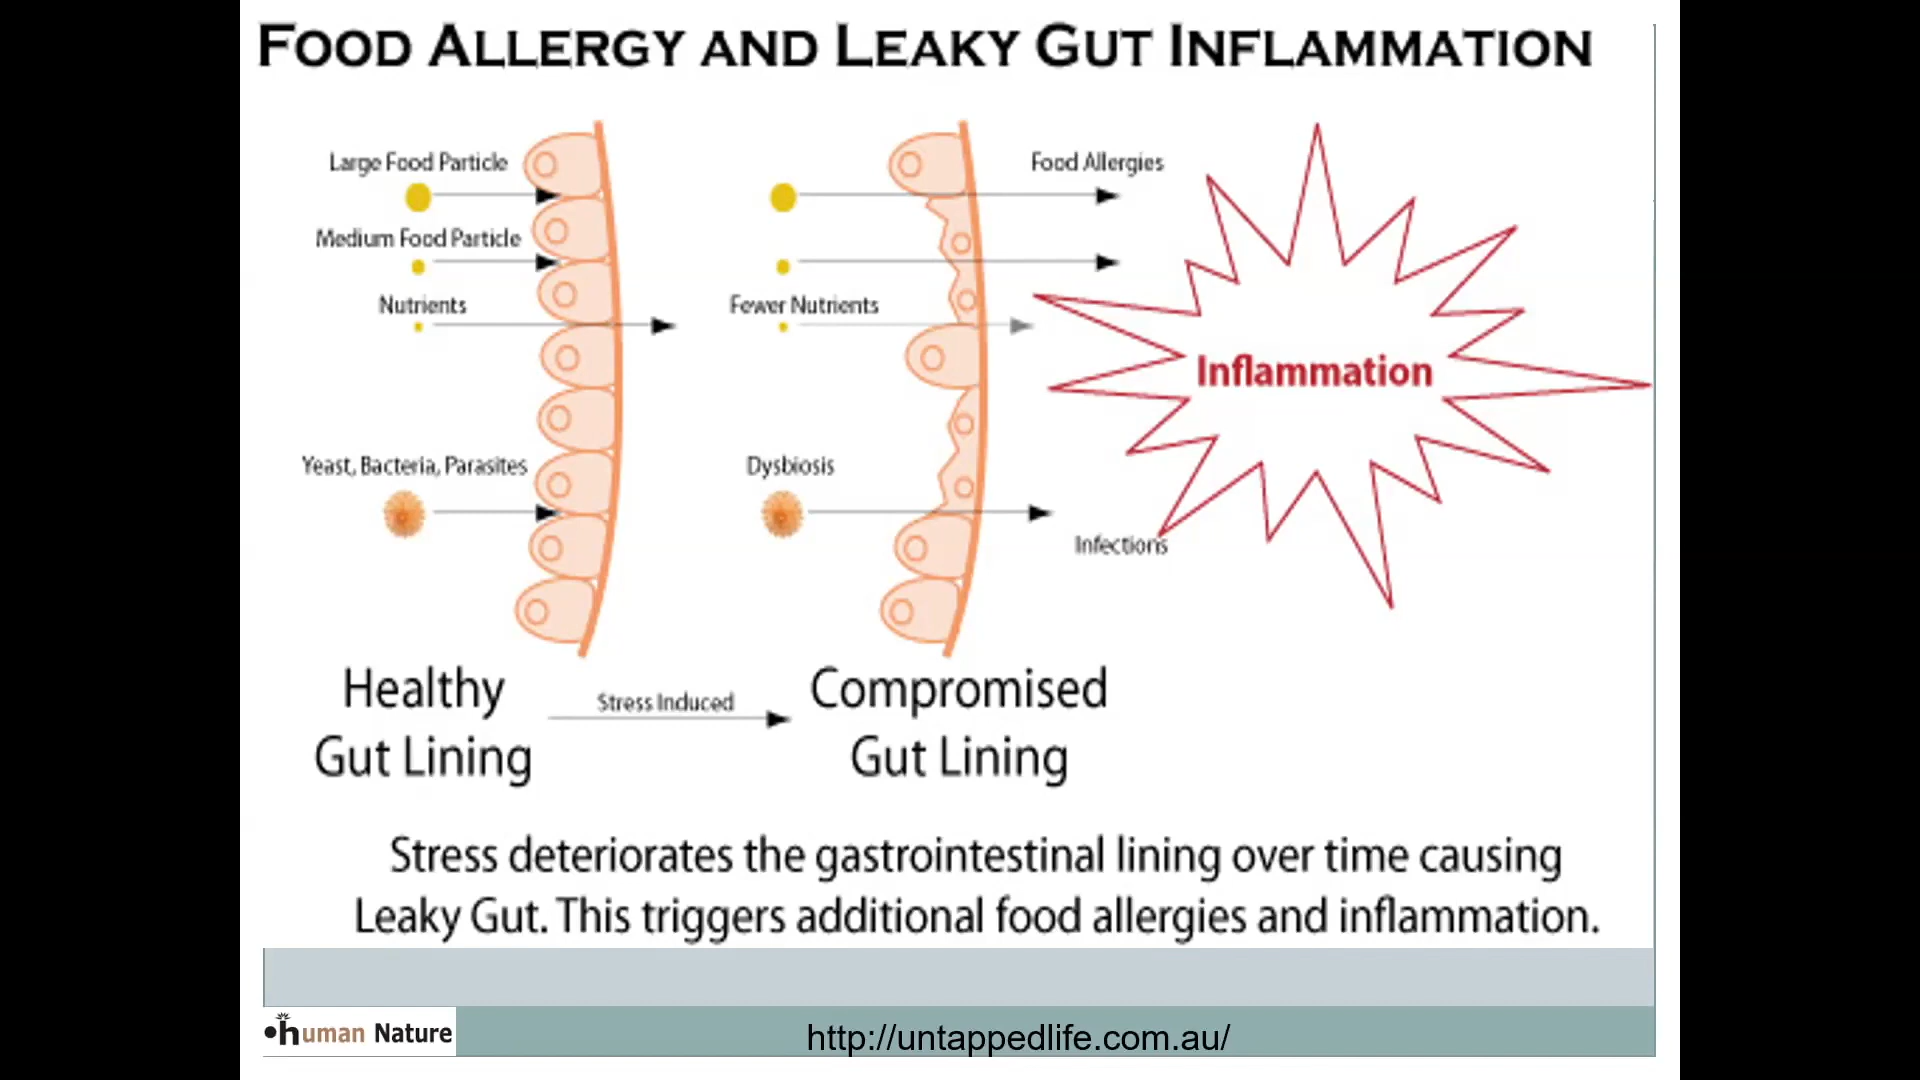 FOOD ALLERGY AND LEAKY GUT INFLAMMATION
Large Food Particle
Medium Food Particle
Nutrients
Yeast, Bacteria, Parasites
Food Allergies
Fewer Nutrients
Dysbiosis
Infections
Inflammation
Healthy
Gut Lining
Stress Induced
Compromised
Gut Lining
Stress deteriorates the gastrointestinal lining over time causing
Leaky Gut. This triggers additional food allergies and inflammation.
human Nature
http://untappedlife.com.au/